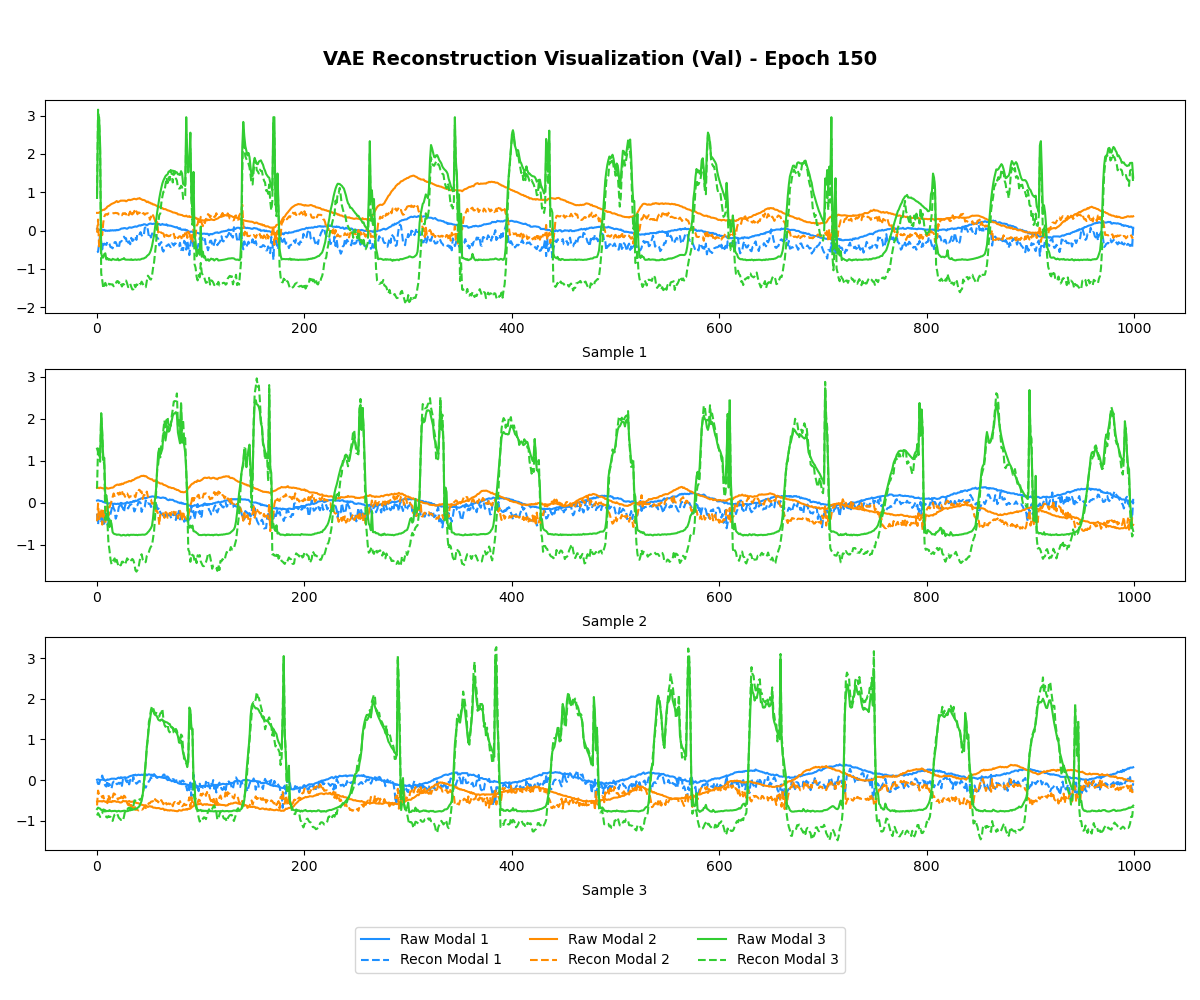 VAE Reconstruction Visualization (Val) - Epoch 150
3
2
1
0
−1
−2
0 200 400 600 800 1000
Sample 1
3
2
1
0
−1
0 200 400 600 800 1000
Sample 2
3
2
1
0
−1
0 200 400 600 800 1000
Sample 3
Raw Modal 1 Raw Modal 2 Raw Modal 3
Recon Modal 1 Recon Modal 2 Recon Modal 3